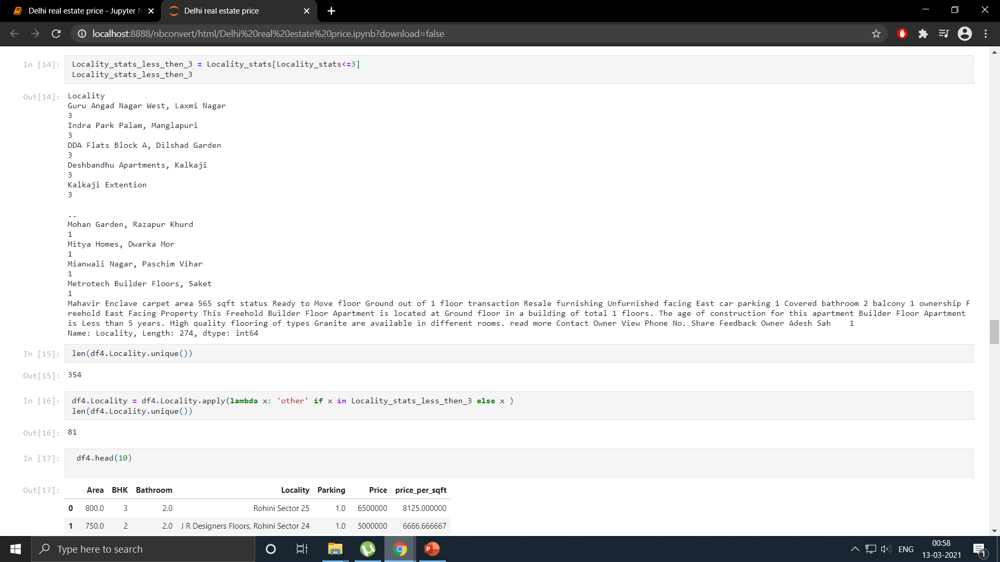 Delhi real estate price - Jupyter N
Delhi real estate price
localhost:8888/nbconvert/html/Delhi%20real%20estate%20price.ipynb?download=false
In [14]:
Locality_stats_less_then_3 = Locality_stats[Locality_stats<=3]
Locality_stats_less_then_3
Out[14]:
Locality
Guru Angad Nagar West, Laxmi Nagar
3
Indra Park Palam, Manglapuri
3
DDA Flats Block A, Dilshad Garden
3
Deshbandhu Apartments, Kalkaji
3
Kalkaji Extention
3
..
Mohan Garden, Razapur Khurd
1
Mitya Homes, Dwarka Mor
1
Mianwali Nagar, Paschim Vihar
1
Metrotech Builder Floors, Saket
1
Mahavir Enclave carpet area 565 sqft status Ready to Move floor Ground out of 1 floor transaction Resale furnishing Unfurnished facing East car parking 1 Covered bathroom 2 balcony 1 ownership F
reehold East Facing Property This Freehold Builder Floor Apartment is located at Ground floor in a building of total 1 floors. The age of construction for this apartment Builder Floor Apartment
is Less than 5 years. High quality flooring of types Granite are available in different rooms. read more Contact Owner View Phone No. Share Feedback Owner Adesh Sah    1
Name: Locality, Length: 274, dtype: int64
In [15]:
len(df4.Locality.unique())
Out[15]:
354
In [16]:
df4.Locality = df4.Locality.apply(lambda x: 'other' if x in Locality_stats_less_then_3 else x )
len(df4.Locality.unique())
Out[16]:
81
In [17]:
df4.head(10)
Out[17]:
Area BHK Bathroom Locality Parking Price price_per_sqft
0 800.0 3 2.0 Rohini Sector 25 1.0 6500000 8125.000000
1 750.0 2 2.0 J R Designers Floors, Rohini Sector 24 1.0 5000000 6666.666667
Type here to search
ENG
00:58
13-03-2021
1